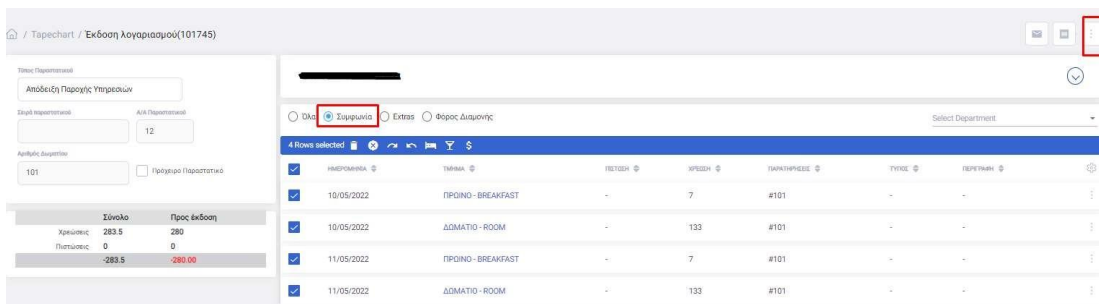 / Tapechart / Έκδοση λογαριασμού(101745)
Τύπος Παραστατικού
Απόδειξη Παροχής Υπηρεσιών
Σειρά παραστατικού
Α/Α Παραστατικού
12
Αριθμός Δωματίου
101
Πρόχειρο Παραστατικό
Σύνολο Προς έκδοση
Χρεώσεις 283.5 280
Πιστώσεις 0 0
-283.5 -280.00
Όλα Συμφωνία Extras Φόρος Διαμονής
Select Department
4 Rows selected
ΗΜΕΡΟΜΗΝΙΑ ΤΜΗΜΑ ΠΙΣΤΩΣΗ ΧΡΕΩΣΗ ΠΑΡΑΤΗΡΗΣΕΙΣ ΤΥΠΟΣ ΠΕΡΙΓΡΑΦΗ
10/05/2022 ΠΡΩΙΝΟ - BREAKFAST - 7 #101 - -
10/05/2022 ΔΩΜΑΤΙΟ - ROOM - 133 #101 - -
11/05/2022 ΠΡΩΙΝΟ - BREAKFAST - 7 #101 - -
11/05/2022 ΔΩΜΑΤΙΟ - ROOM - 133 #101 - -